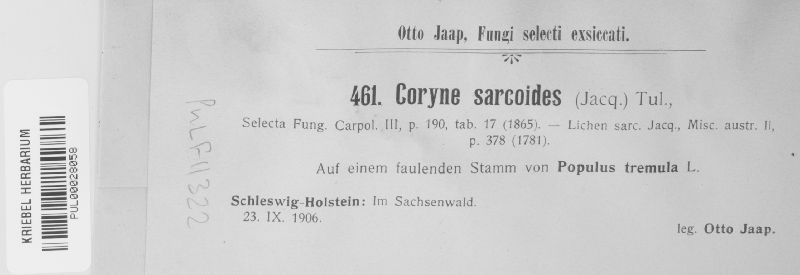 Otto Jaap, Fungi selecti exsiccati.
461. Coryne sarcoides (Jacq.) Tul.,
Selecta Fung. Carpol. III, p. 190, tab. 17 (1865). — Lichen sarc. Jacq., Misc. austr. II,
p. 378 (1781).
Auf einem faulenden Stamm von Populus tremula L.
Schleswig-Holstein: Im Sachsenwald.
23. IX. 1906.
leg. Otto Jaap.
PULF11322
KRIEBEL HERBARIUM
PUL00028058